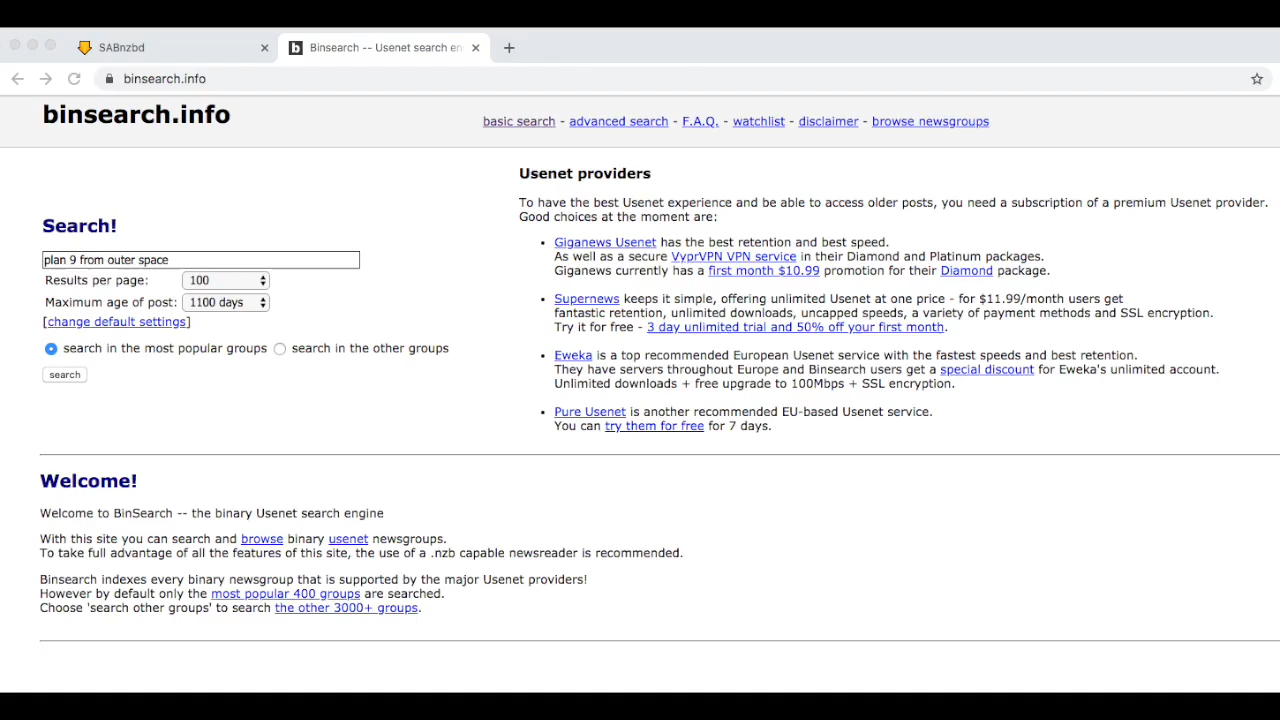 SABnzbd
Binsearch -- Usenet search en
binsearch.info
binsearch.info
basic search - advanced search - F.A.Q. - watchlist - disclaimer - browse newsgroups
Search!
plan 9 from outer space
Results per page: 100
Maximum age of post: 1100 days
[change default settings]
search in the most popular groups search in the other groups
search
Usenet providers
To have the best Usenet experience and be able to access older posts, you need a subscription of a premium Usenet provider.
Good choices at the moment are:
• Giganews Usenet has the best retention and best speed.
As well as a secure VyprVPN VPN service in their Diamond and Platinum packages.
Giganews currently has a first month $10.99 promotion for their Diamond package.
• Supernews keeps it simple, offering unlimited Usenet at one price - for $11.99/month users get
fantastic retention, unlimited downloads, uncapped speeds, a variety of payment methods and SSL encryption.
Try it for free - 3 day unlimited trial and 50% off your first month.
• Eweka is a top recommended European Usenet service with the fastest speeds and best retention.
They have servers throughout Europe and Binsearch users get a special discount for Eweka's unlimited account.
Unlimited downloads + free upgrade to 100Mbps + SSL encryption.
• Pure Usenet is another recommended EU-based Usenet service.
You can try them for free for 7 days.
Welcome!
Welcome to BinSearch -- the binary Usenet search engine
With this site you can search and browse binary usenet newsgroups.
To take full advantage of all the features of this site, the use of a .nzb capable newsreader is recommended.
Binsearch indexes every binary newsgroup that is supported by the major Usenet providers!
However by default only the most popular 400 groups are searched.
Choose 'search other groups' to search the other 3000+ groups.